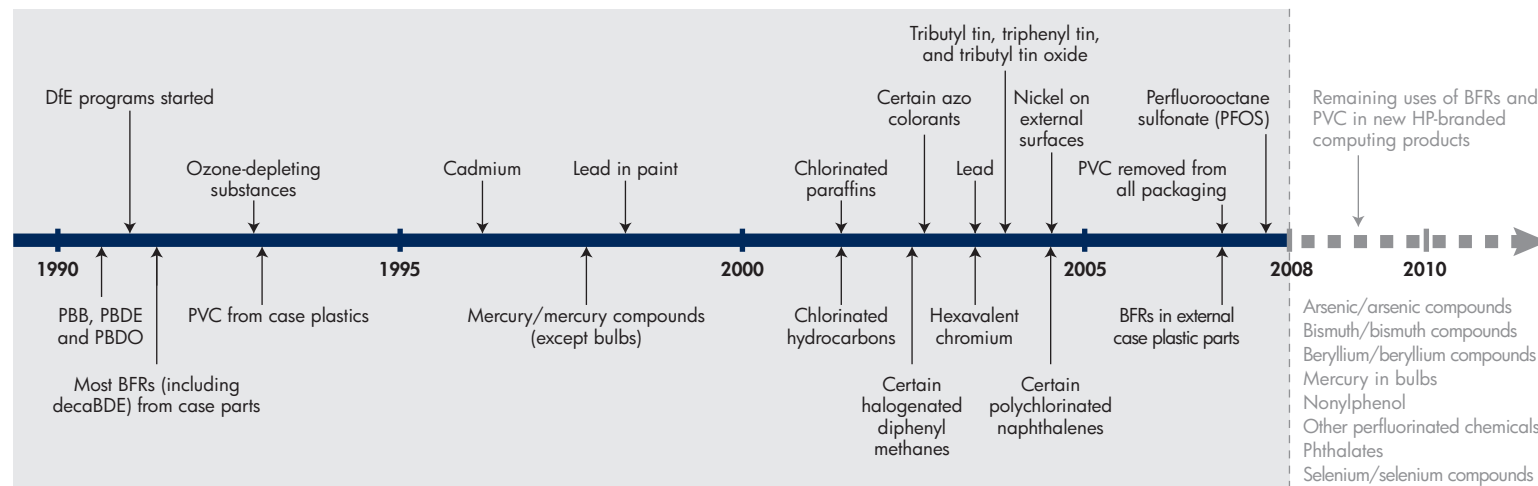 Tributyl tin, triphenyl tin,
and tributyl tin oxide
DfE programs started
Certain azo
colorants
Nickel on
external
surfaces
Perfluorooctane
sulfonate (PFOS)
Remaining uses of BFRs and
PVC in new HP-branded
computing products
Ozone-depleting
substances
Cadmium
Lead in paint
Chlorinated
paraffins
Lead
PVC removed from
all packaging
1990
1995
2000
2005
2008
2010
PBB, PBDE
and PBDO
PVC from case plastics
Mercury/mercury compounds
(except bulbs)
Chlorinated
hydrocarbons
Hexavalent
chromium
BFRs in external
case plastic parts
Most BFRs (including
decaBDE) from case parts
Certain
halogenated
diphenyl
methanes
Certain
polychlorinated
naphthalenes
Arsenic/arsenic compounds
Bismuth/bismuth compounds
Beryllium/beryllium compounds
Mercury in bulbs
Nonylphenol
Other perfluorinated chemicals
Phthalates
Selenium/selenium compounds